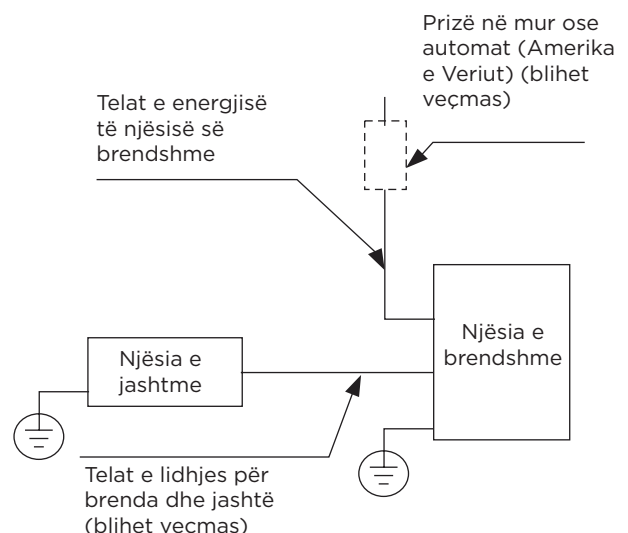 Prizë në mur ose
automat (Amerika
e Veriut) (blihet
veçmas)
Telat e energjisë
të njësisë së
brendshme
Njësia e
brendshme
Njësia e
jashtme
Telat e lidhjes për
brenda dhe jashtë
(blihet veçmas)